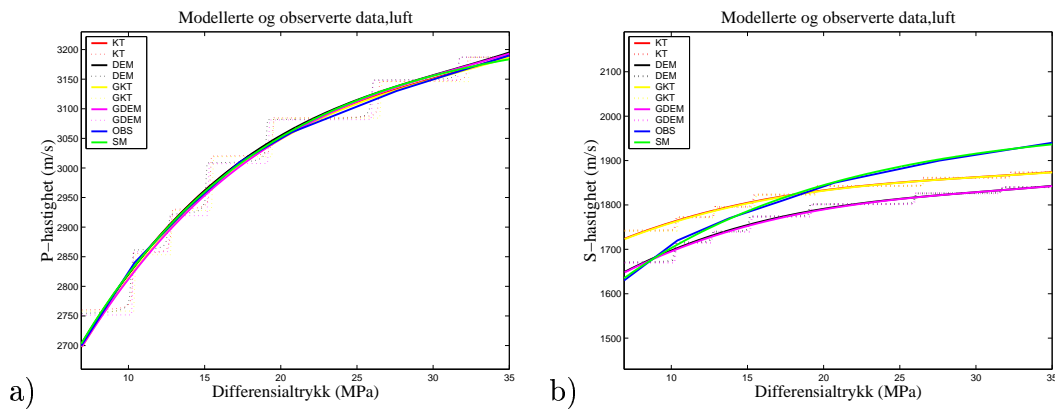 Modellerte og observerte data,luft
3200
3150
3100
3050
3000
2950
2900
2850
2800
2750
2700
P−hastighet (m/s)
KT
KT
DEM
DEM
GKT
GKT
GDEM
GDEM
OBS
SM
10
15
20
25
30
35
Differensialtrykk (MPa)
a)
Modellerte og observerte data,luft
2100
2000
1900
1800
1700
1600
1500
S−hastighet (m/s)
KT
KT
DEM
DEM
GKT
GKT
GDEM
GDEM
OBS
SM
10
15
20
25
30
35
Differensialtrykk (MPa)
b)